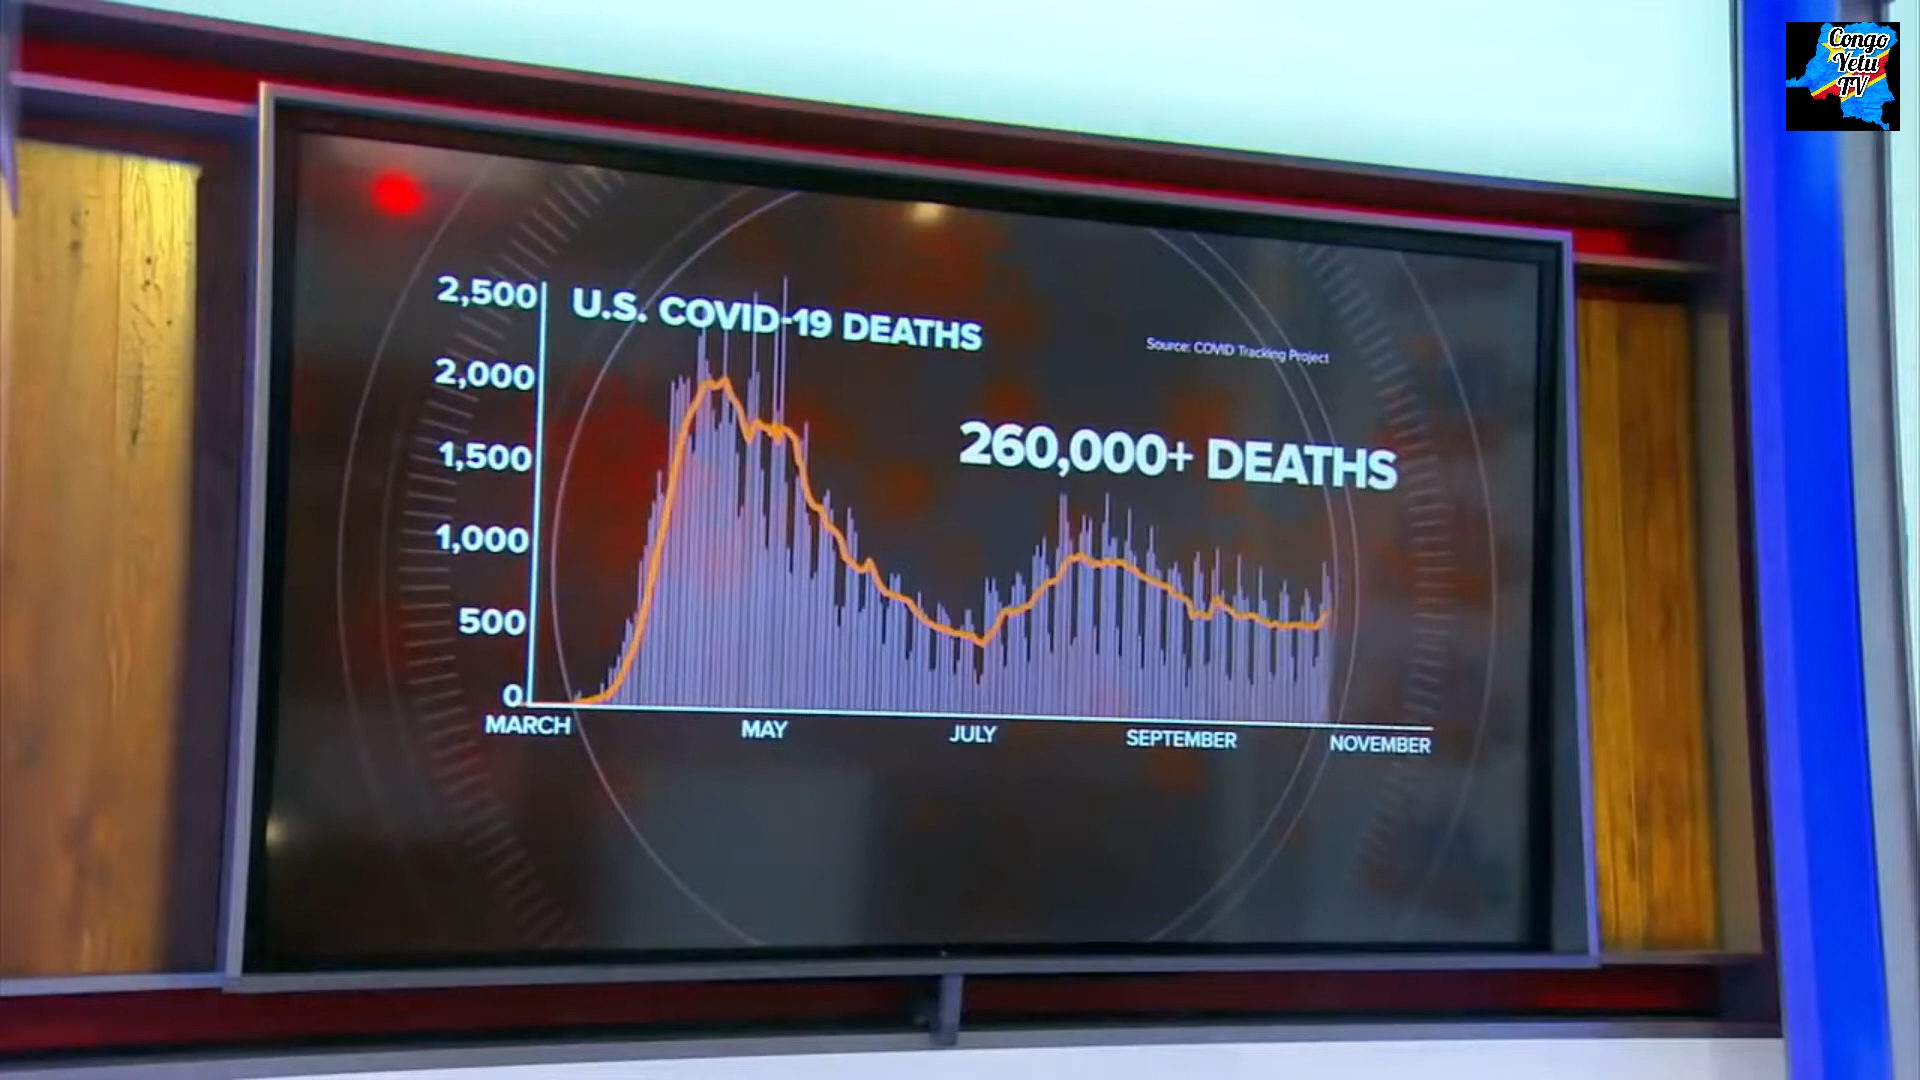 Congo
Yetu
TV
U.S. COVID-19 DEATHS
Source: COVID Tracking Project
260,000+ DEATHS
2,500
2,000
1,500
1,000
500
0
MARCH MAY JULY SEPTEMBER NOVEMBER